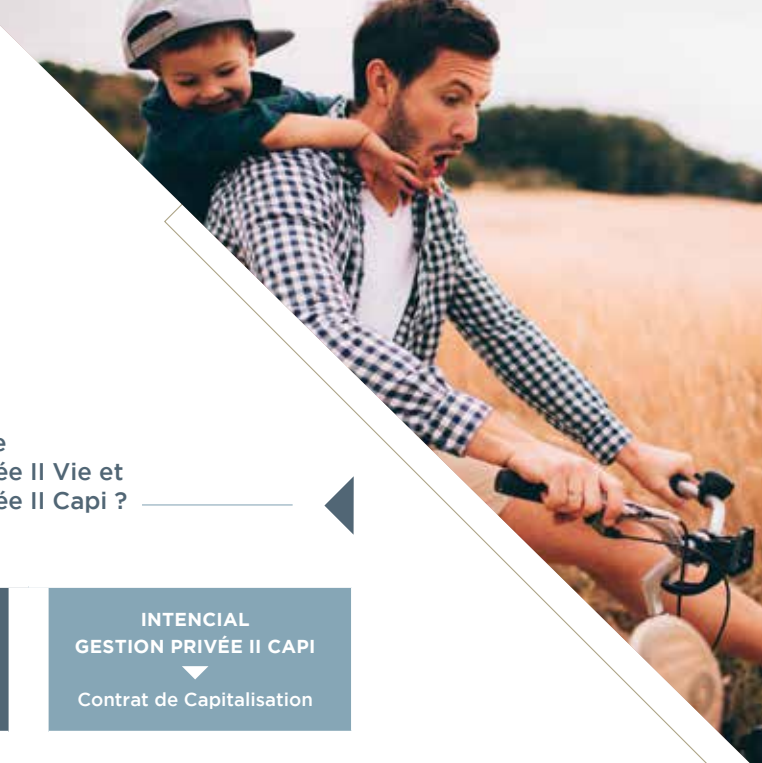 e
ée II Vie et
ée II Capi ?
INTENCIAL
GESTION PRIVÉE II CAPI
Contrat de Capitalisation